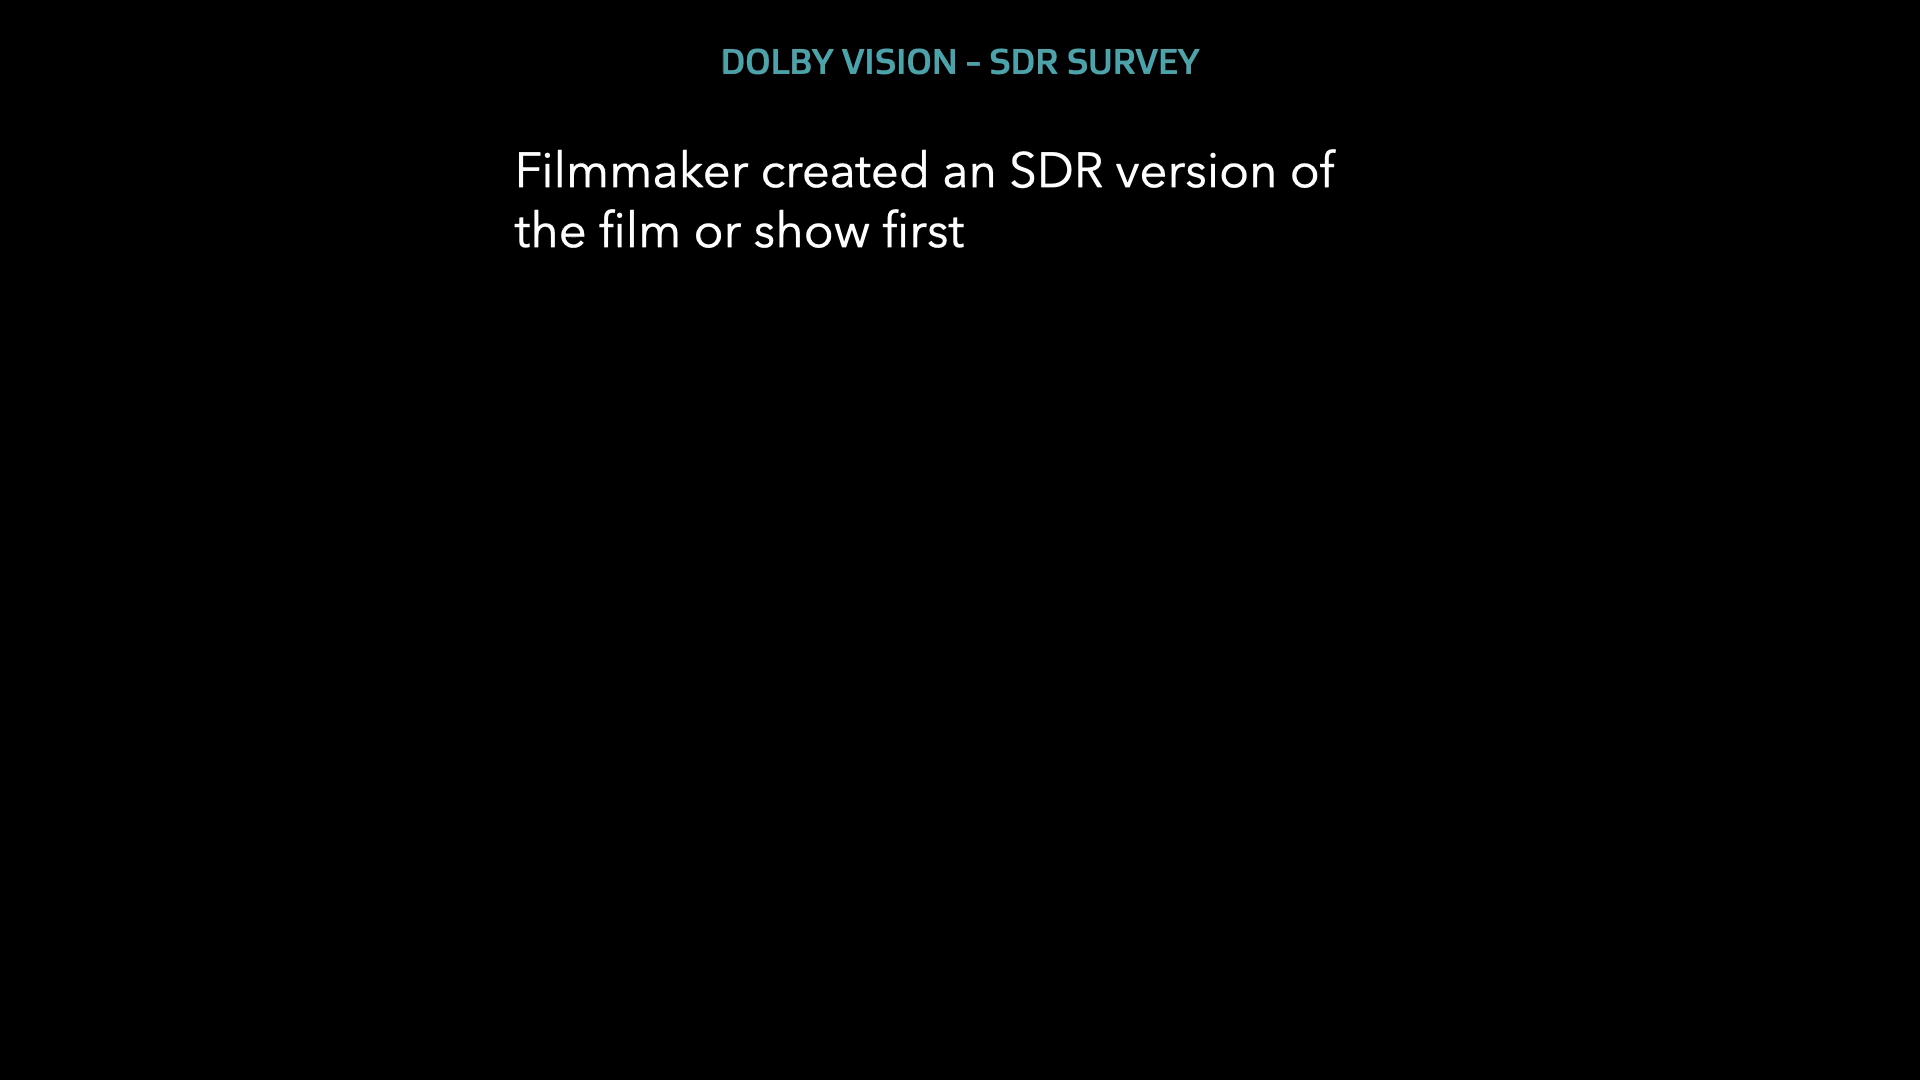 DOLBY VISION – SDR SURVEY
Filmmaker created an SDR version of
the film or show first